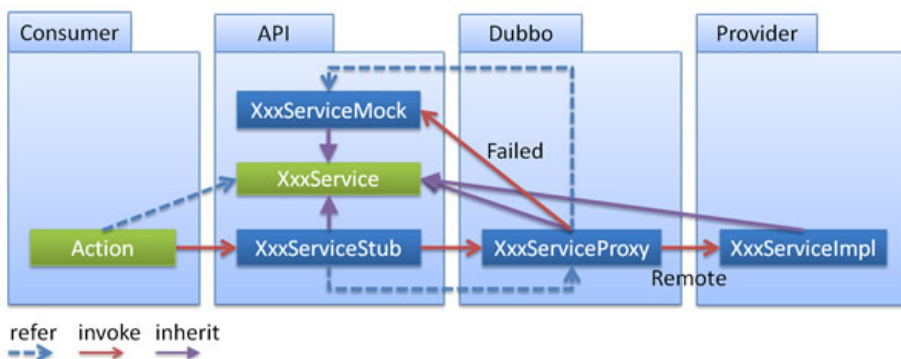 Consumer
API
Dubbo
Provider
XxxServiceMock
Failed
XxxService
Action
XxxServiceStub
XxxServiceProxy
XxxServiceImpl
Remote
refer
invoke
inherit